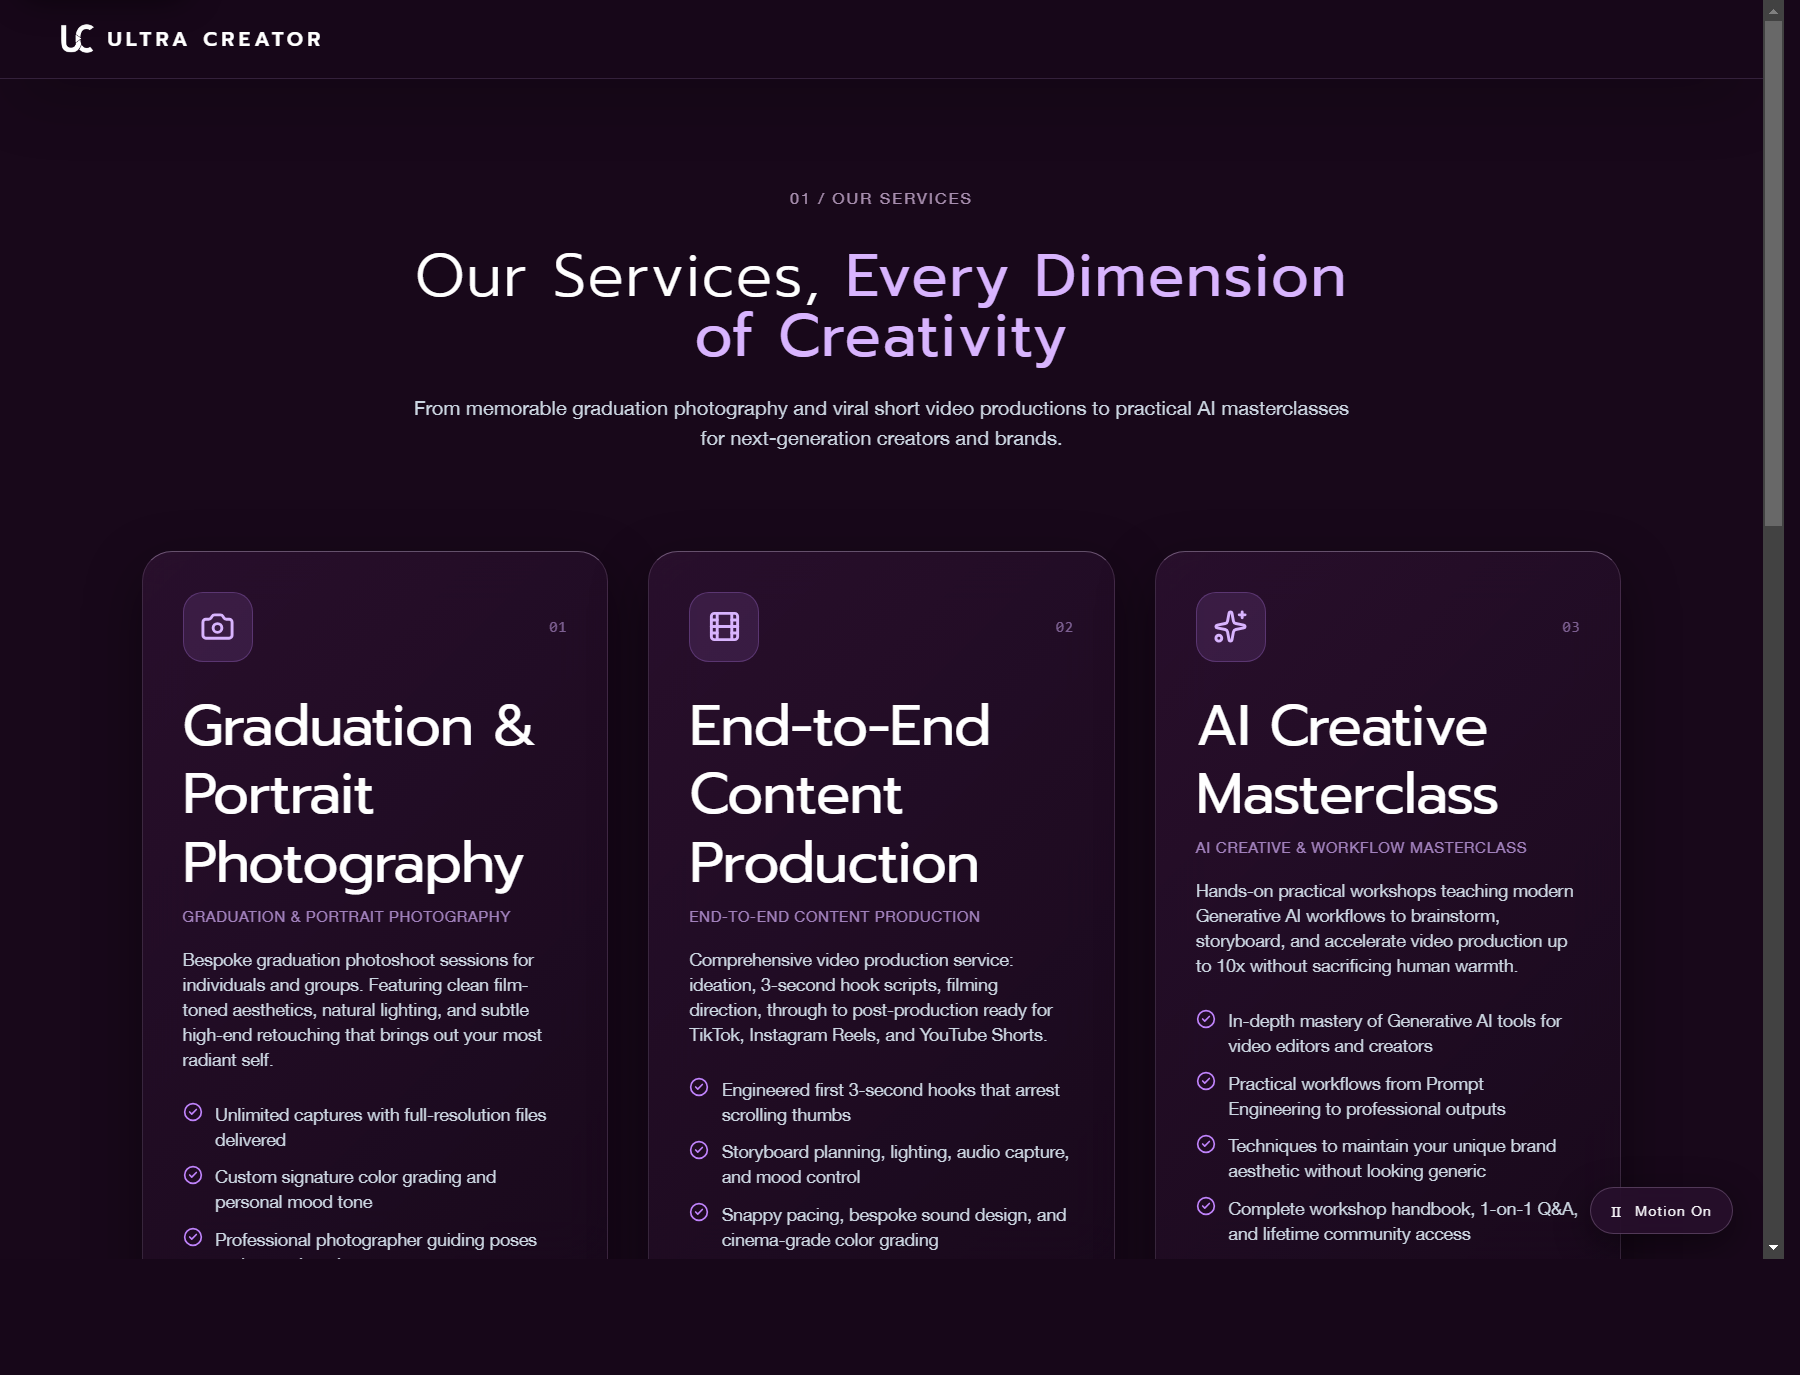 UC ULTRA CREATOR
01 / OUR SERVICES
Our Services, Every Dimension
of Creativity
From memorable graduation photography and viral short video productions to practical AI masterclasses
for next-generation creators and brands.
01
Graduation &
Portrait
Photography
GRADUATION & PORTRAIT PHOTOGRAPHY
Bespoke graduation photoshoot sessions for
individuals and groups. Featuring clean film-
toned aesthetics, natural lighting, and subtle
high-end retouching that brings out your most
radiant self.
Unlimited captures with full-resolution files
delivered
Custom signature color grading and
personal mood tone
Professional photographer guiding poses
02
End-to-End
Content
Production
END-TO-END CONTENT PRODUCTION
Comprehensive video production service:
ideation, 3-second hook scripts, filming
direction, through to post-production ready for
TikTok, Instagram Reels, and YouTube Shorts.
Engineered first 3-second hooks that arrest
scrolling thumbs
Storyboard planning, lighting, audio capture,
and mood control
Snappy pacing, bespoke sound design, and
cinema-grade color grading
03
AI Creative
Masterclass
AI CREATIVE & WORKFLOW MASTERCLASS
Hands-on practical workshops teaching modern
Generative AI workflows to brainstorm,
storyboard, and accelerate video production up
to 10x without sacrificing human warmth.
In-depth mastery of Generative AI tools for
video editors and creators
Practical workflows from Prompt
Engineering to professional outputs
Techniques to maintain your unique brand
aesthetic without looking generic
Complete workshop handbook, 1-on-1 Q&A,
and lifetime community access
Motion On